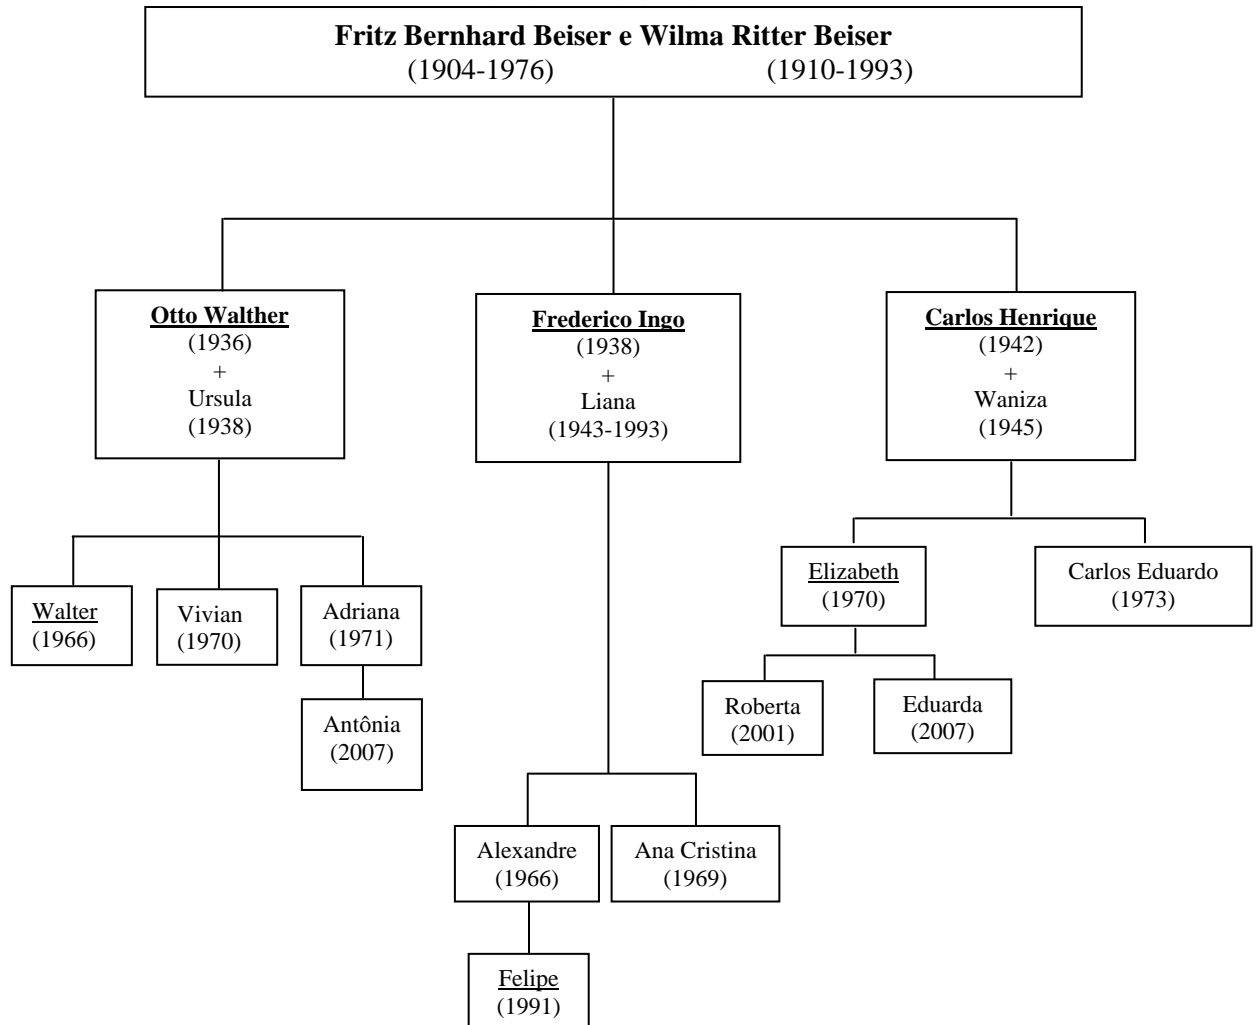 Fritz Bernhard Beiser e Wilma Ritter Beiser
(1904-1976) (1910-1993)
Otto Walther
(1936)
+
Ursula
(1938)
Frederico Ingo
(1938)
+
Liana
(1943-1993)
Carlos Henrique
(1942)
+
Waniza
(1945)
Walter
(1966)
Vivian
(1970)
Adriana
(1971)
Antônia
(2007)
Elizabeth
(1970)
Carlos Eduardo
(1973)
Roberta
(2001)
Eduarda
(2007)
Alexandre
(1966)
Ana Cristina
(1969)
Felipe
(1991)